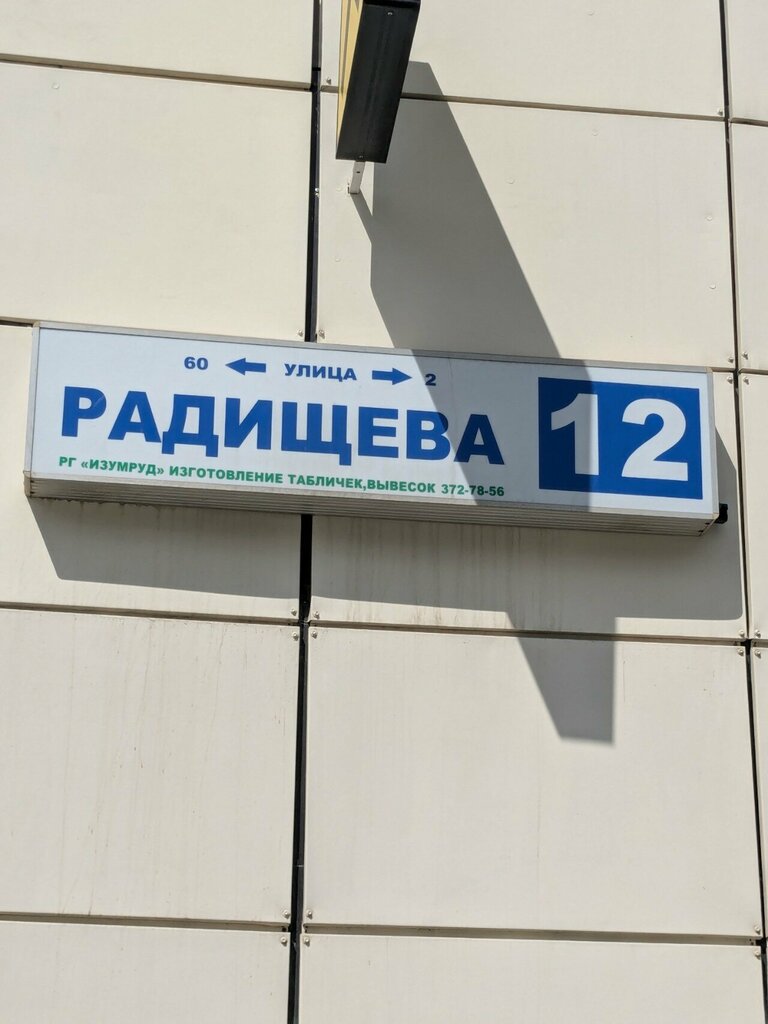 60 ← УЛИЦА → 2
РАДИЩЕВА 12
РГ «ИЗУМРУД» ИЗГОТОВЛЕНИЕ ТАБЛИЧЕК,ВЫВЕСОК 372-78-56